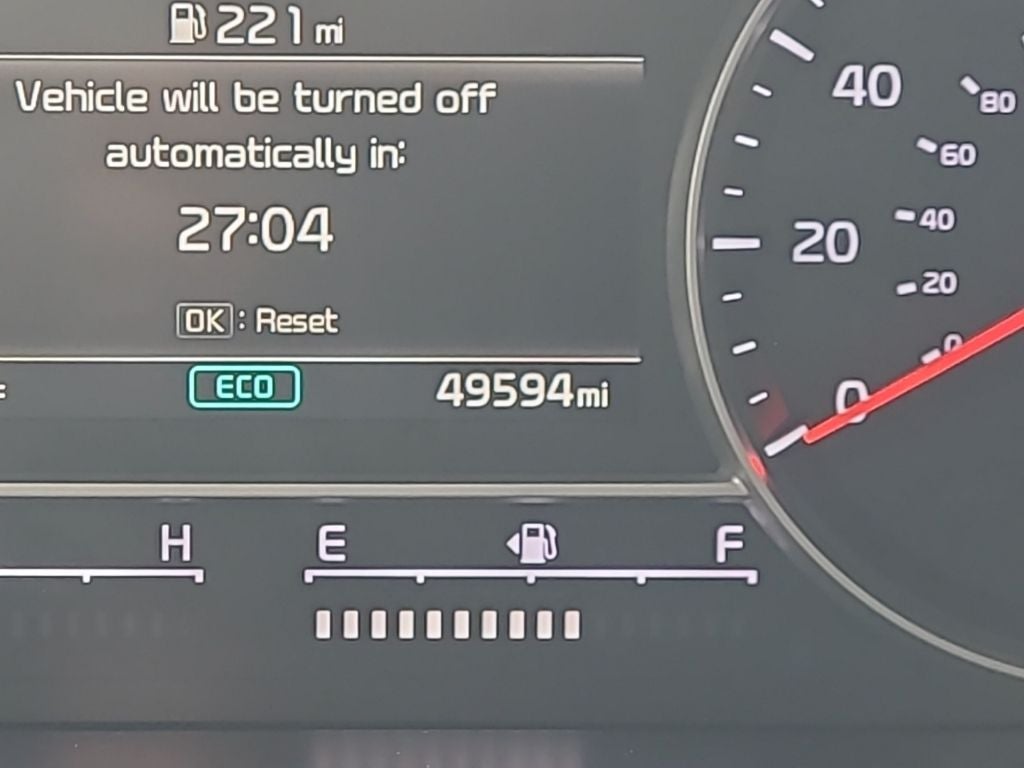 221 mi
Vehicle will be turned off
automatically in:
27:04
OK : Reset
ECO 49594mi
H E F
40
20
0
80
60
40
20
0